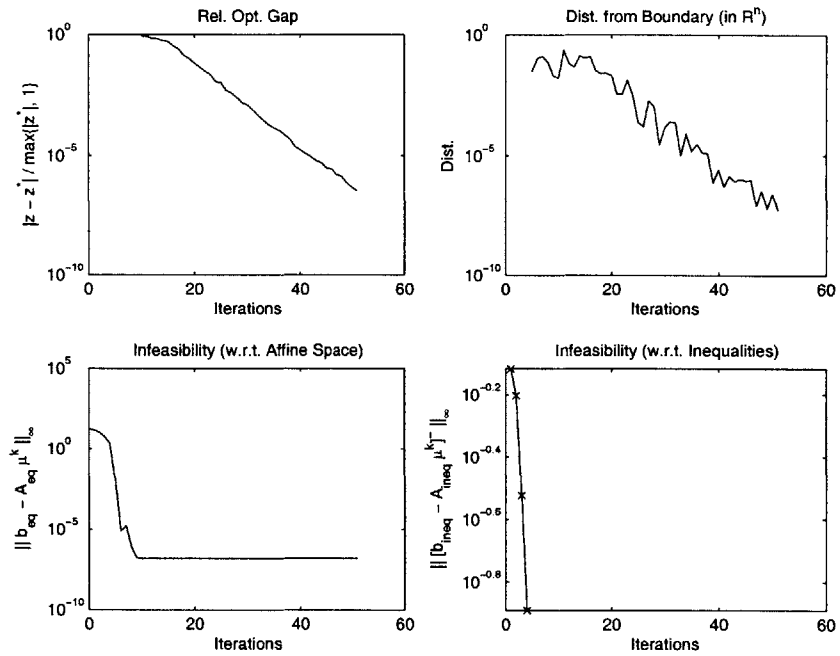 Rel. Opt. Gap
|z - z*| / max{|z*|, 1}
10^0
10^-5
10^-10
0
20
40
60
Iterations
Dist. from Boundary (in R^n)
Dist.
10^0
10^-5
10^-10
0
20
40
60
Iterations
Infeasibility (w.r.t. Affine Space)
|| b_eq - A_eq μ^k ||_∞
10^5
10^0
10^-5
10^-10
0
20
40
60
Iterations
Infeasibility (w.r.t. Inequalities)
|| [b_ineq - A_ineq μ^k]^- ||_∞
10^-0.2
10^-0.4
10^-0.6
10^-0.8
0
20
40
60
Iterations